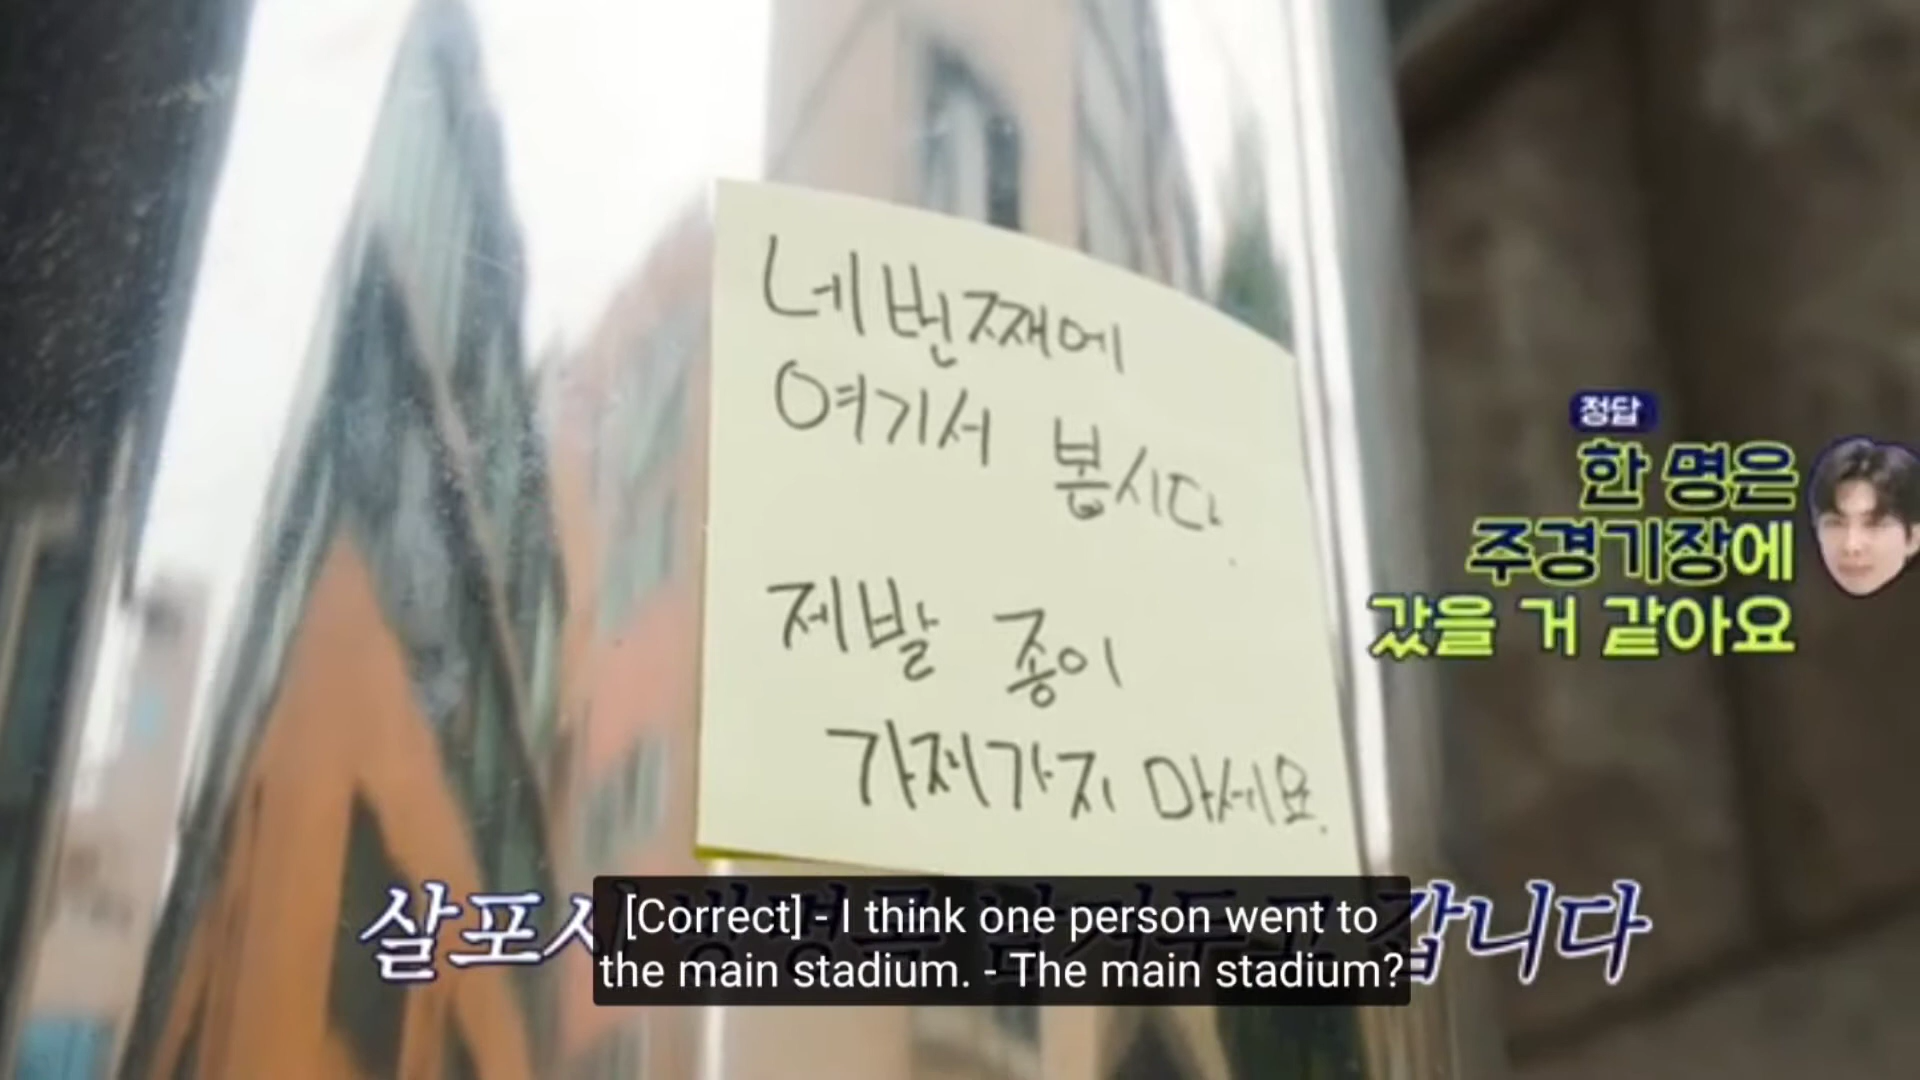 네번째에
여기서 봅시다.
제발 종이
가져가지 마세요.
정답
한 명은
주경기장에
갔을 거 같아요
살포시 갑니다
[Correct] - I think one person went to
the main stadium. - The main stadium?